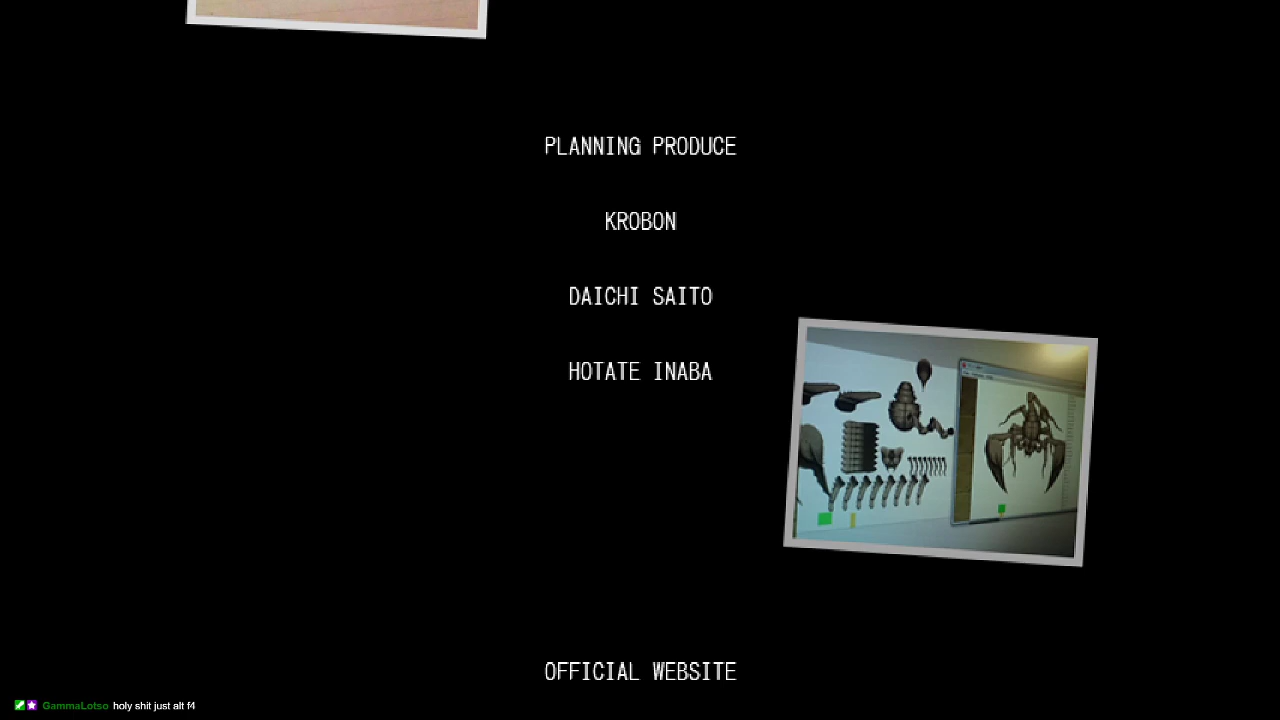 PLANNING PRODUCE
KROBON
DAICHI SAITO
HOTATE INABA
OFFICIAL WEBSITE
GammaLotso holy shit just alt f4